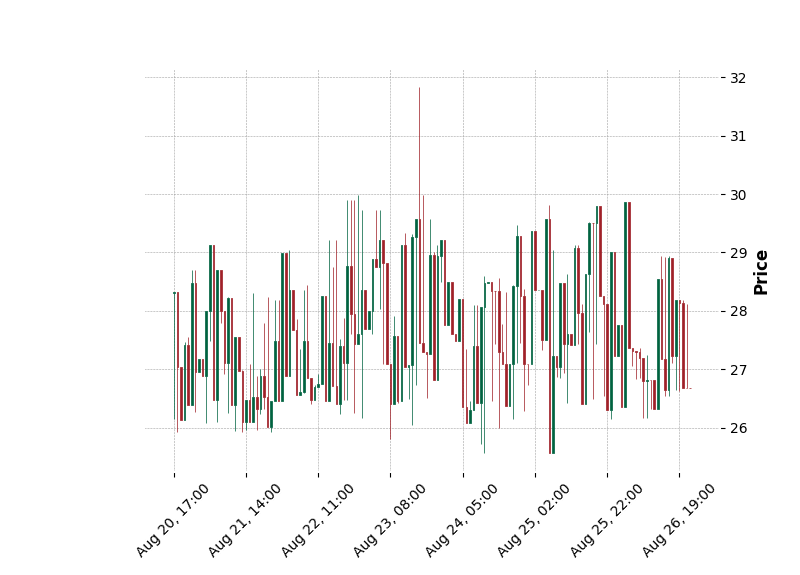 32
31
30
29
28
27
26
Price
Aug 20, 17:00
Aug 21, 14:00
Aug 22, 11:00
Aug 23, 08:00
Aug 24, 05:00
Aug 25, 02:00
Aug 25, 22:00
Aug 26, 19:00